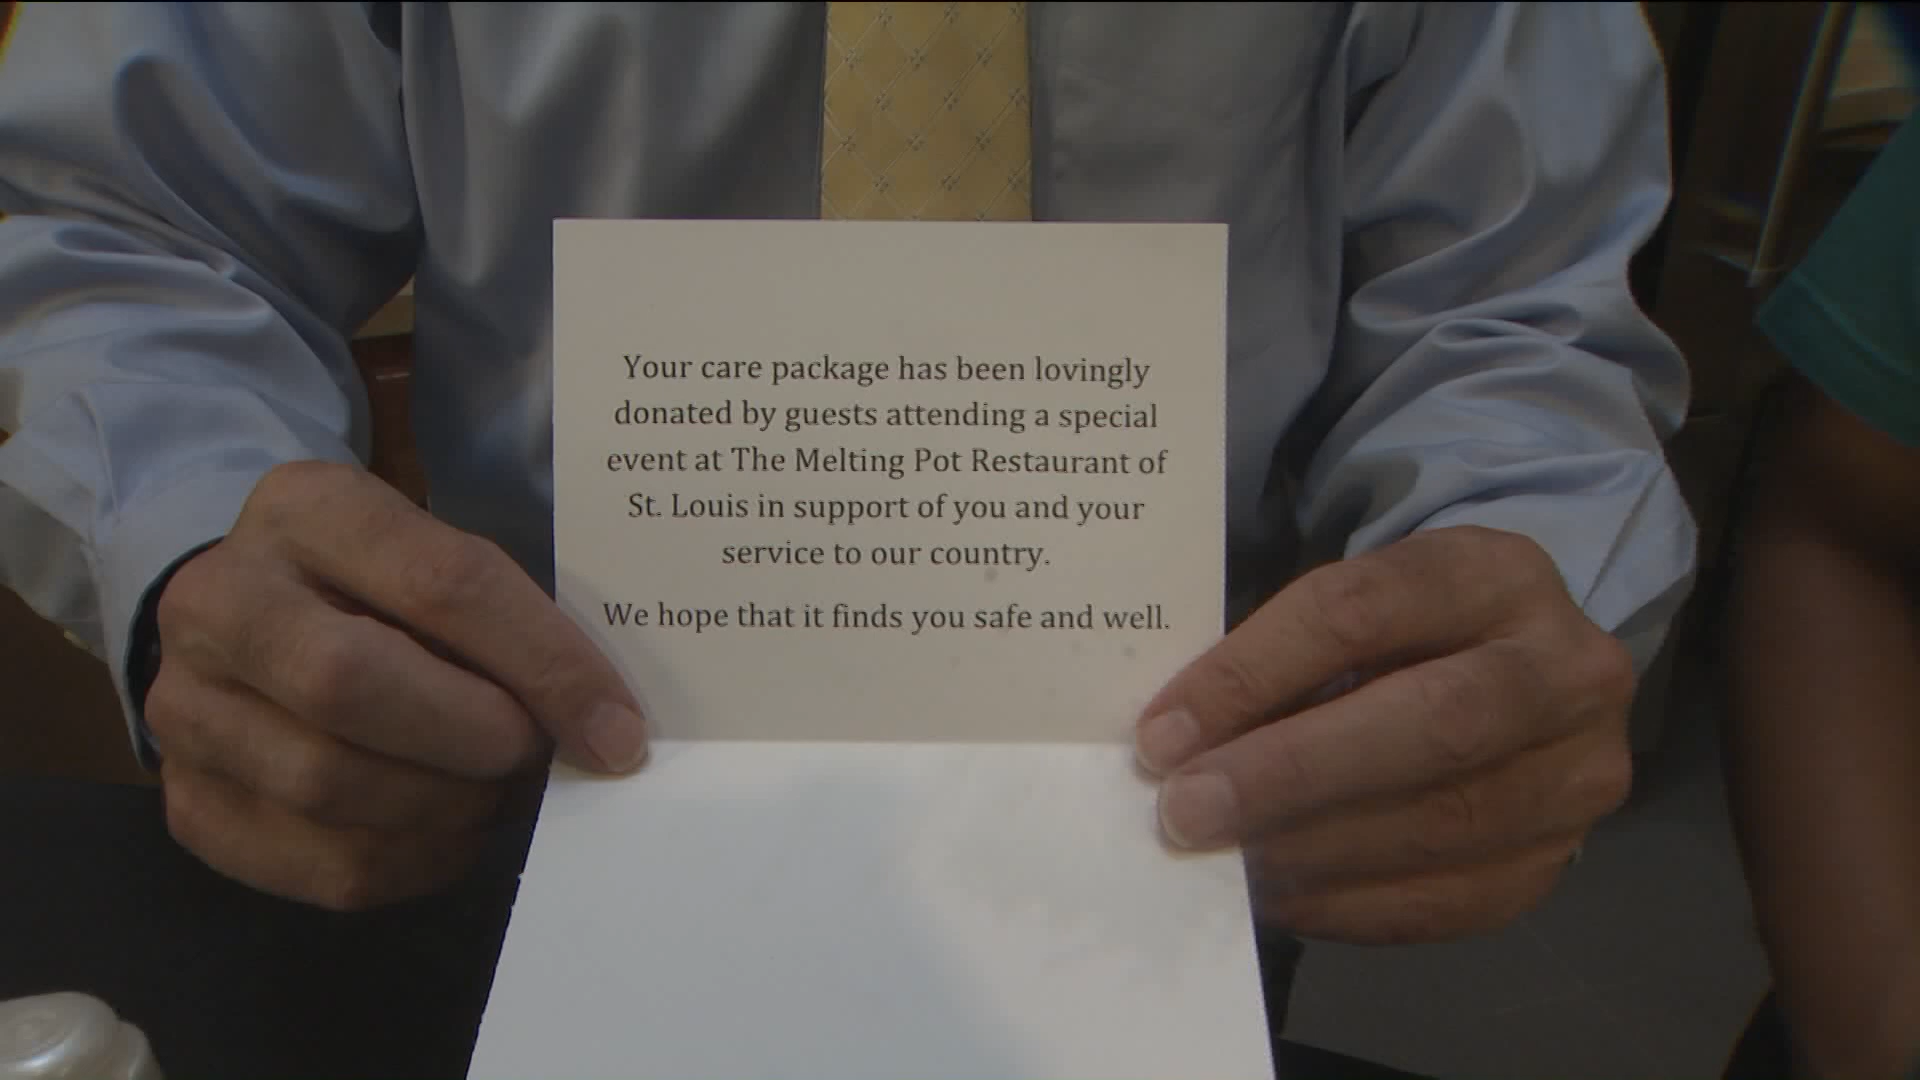 Your care package has been lovingly
donated by guests attending a special
event at The Melting Pot Restaurant of
St. Louis in support of you and your
service to our country.
We hope that it finds you safe and well.